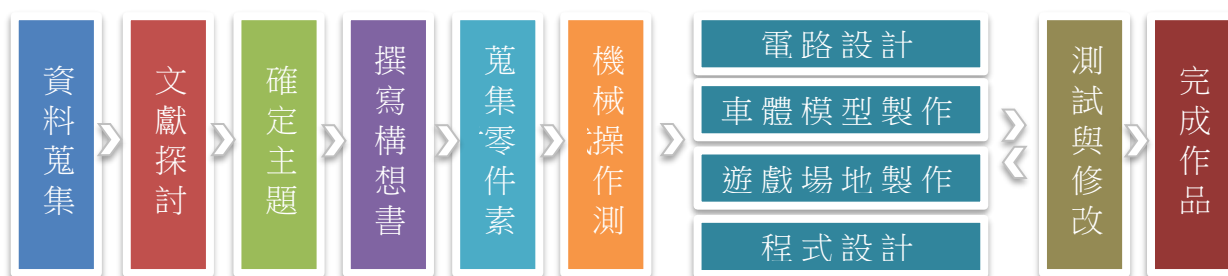 資料蒐集
文獻探討
確定主題
撰寫構想書
蒐集零件素
機械操作測
電路設計
車體模型製作
遊戲場地製作
程式設計
測試與修改
完成作品